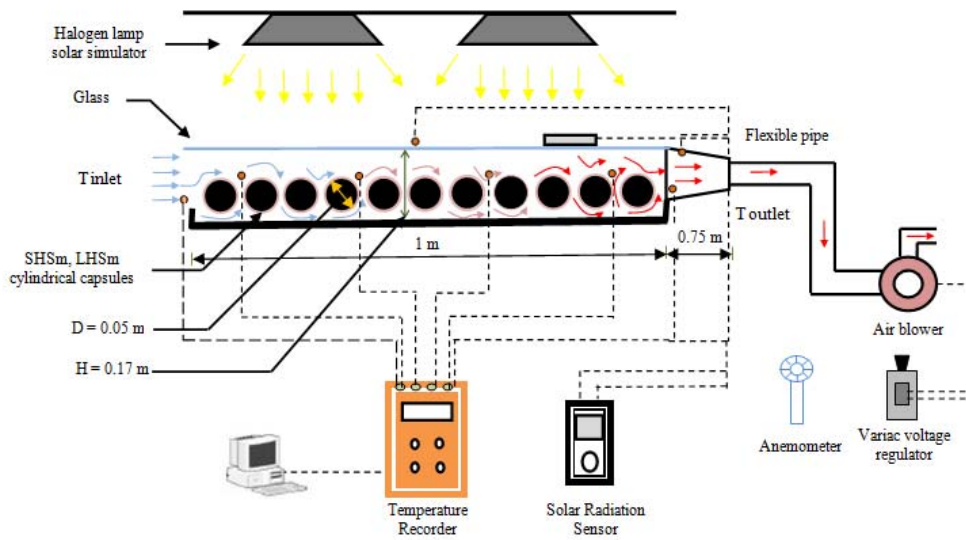 Halogen lamp
solar simulator
Glass
Flexible pipe
T inlet
T outlet
1 m
0.75 m
SHSm, LHSm
cylindrical capsules
D = 0.05 m
H = 0.17 m
Air blower
Anemometer
Variac voltage
regulator
Temperature
Recorder
Solar Radiation
Sensor